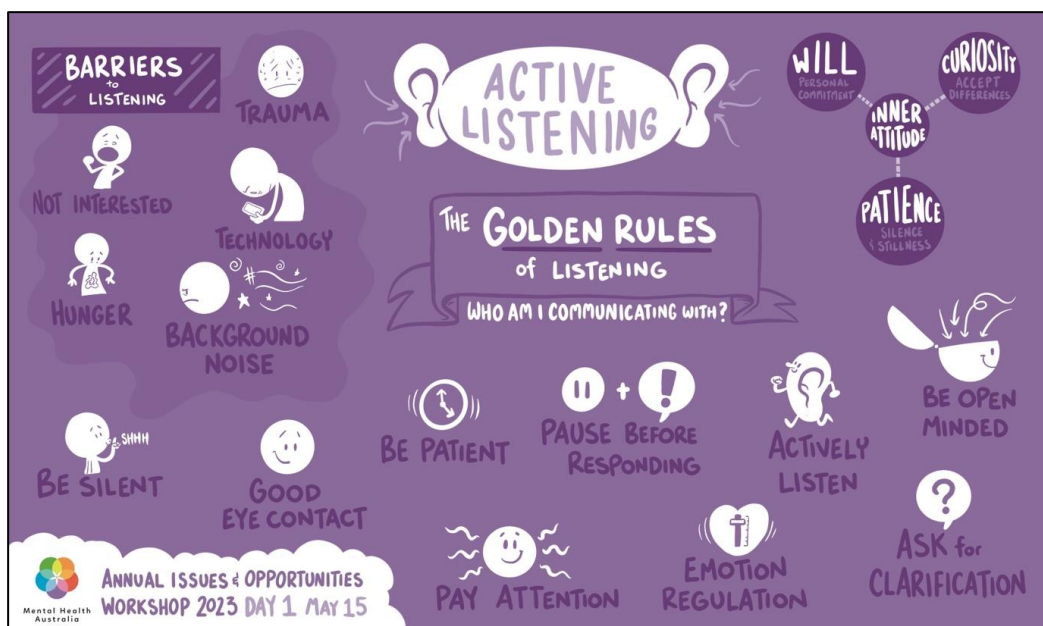 BARRIERS
to
LISTENING
TRAUMA
NOT INTERESTED
TECHNOLOGY
HUNGER
BACKGROUND
NOISE
ACTIVE
LISTENING
WILL
PERSONAL
COMMITMENT
CURIOSITY
ACCEPT
DIFFERENCES
INNER
ATTITUDE
PATIENCE
SILENCE
& STILLNESS
THE GOLDEN RULES
of LISTENING
WHO AM I COMMUNICATING WITH?
SHHH
BE SILENT
GOOD
EYE CONTACT
BE PATIENT
PAUSE BEFORE
RESPONDING
ACTIVELY
LISTEN
BE OPEN
MINDED
PAY ATTENTION
EMOTION
REGULATION
?
ASK for
CLARIFICATION
Mental Health
Australia
ANNUAL ISSUES & OPPORTUNITIES
WORKSHOP 2023 DAY 1 MAY 15